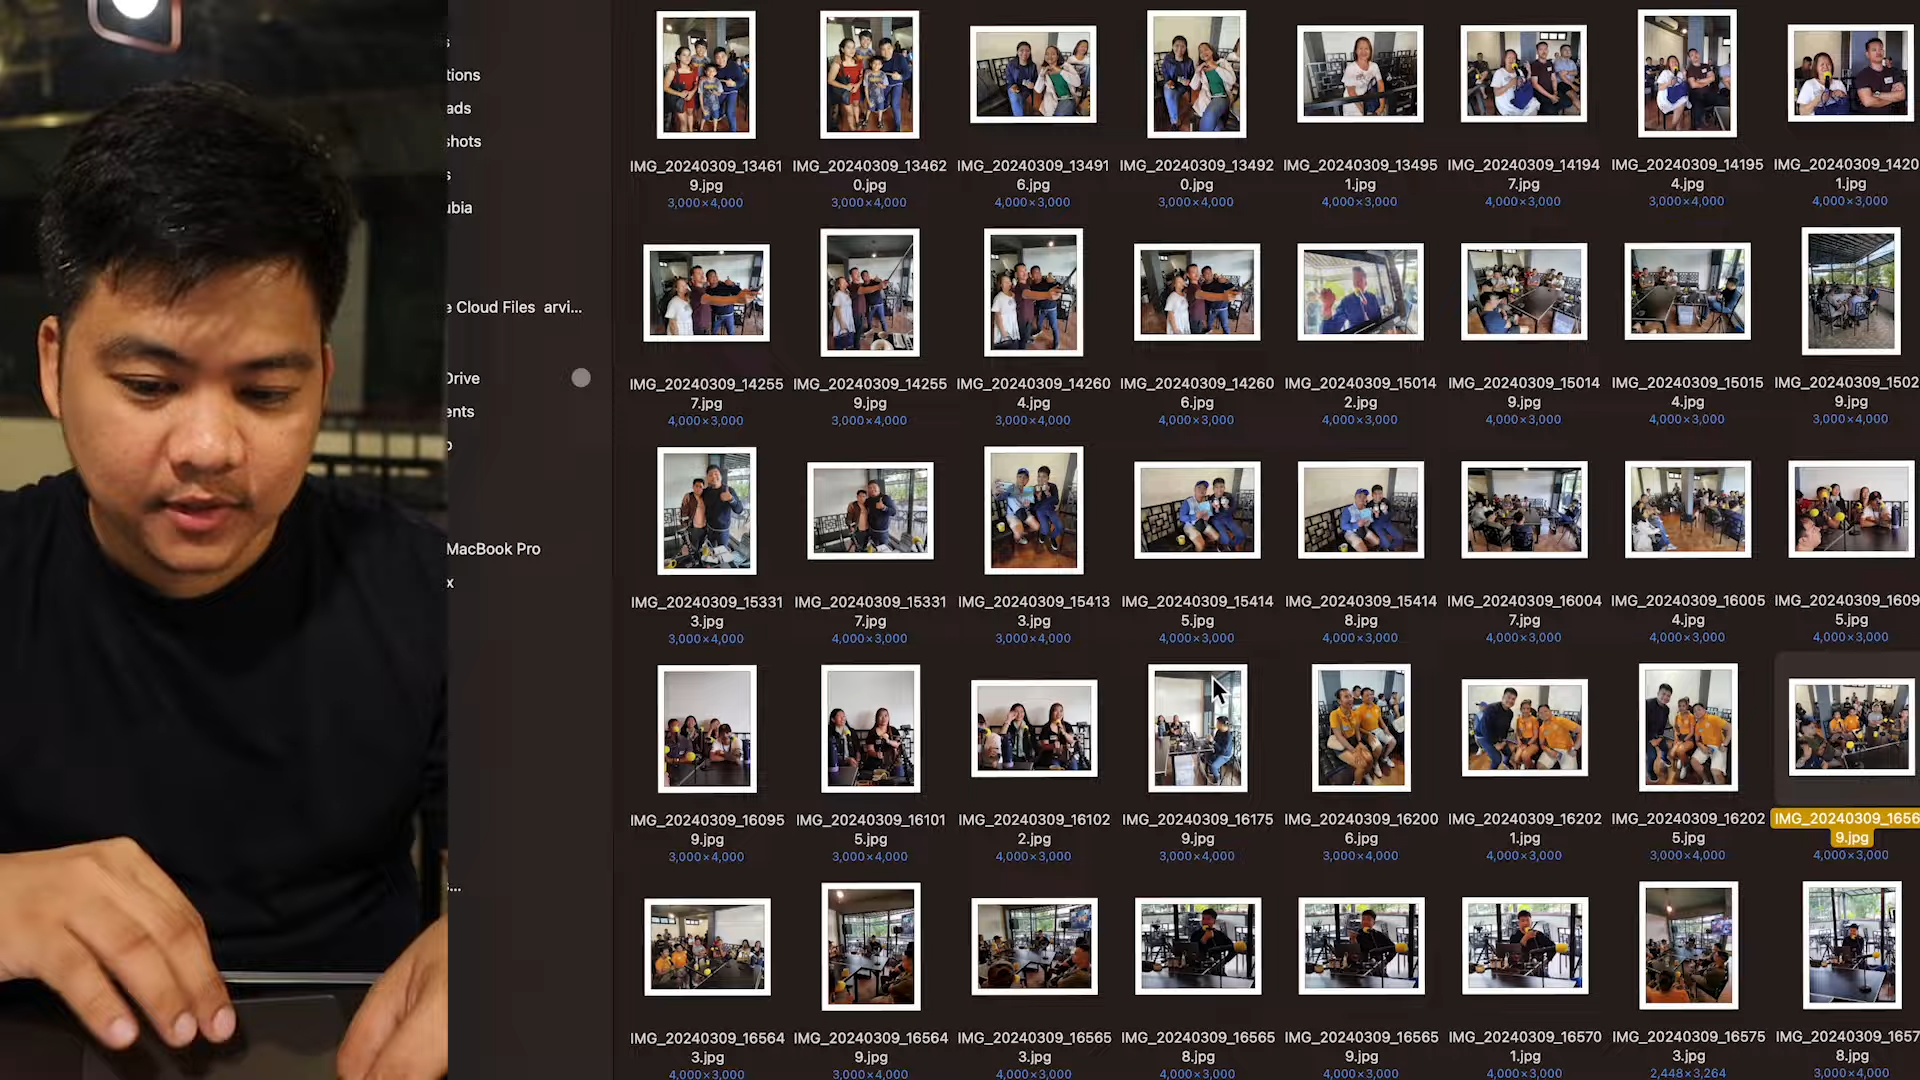 s
tions
ads
shots
s
ubia
e Cloud Files arvi...
Drive
ents
o
MacBook Pro
x
s...
IMG_20240309_13461 IMG_20240309_13462 IMG_20240309_13491 IMG_20240309_13492 IMG_20240309_13495 IMG_20240309_14194 IMG_20240309_14195 IMG_20240309_1420
9.jpg 0.jpg 6.jpg 0.jpg 1.jpg 7.jpg 4.jpg 1.jpg
3,000×4,000 3,000×4,000 4,000×3,000 3,000×4,000 4,000×3,000 4,000×3,000 3,000×4,000 4,000×3,000
IMG_20240309_14255 IMG_20240309_14255 IMG_20240309_14260 IMG_20240309_14260 IMG_20240309_15014 IMG_20240309_15014 IMG_20240309_15015 IMG_20240309_1502
7.jpg 9.jpg 4.jpg 6.jpg 2.jpg 9.jpg 4.jpg 9.jpg
4,000×3,000 3,000×4,000 3,000×4,000 4,000×3,000 4,000×3,000 4,000×3,000 4,000×3,000 3,000×4,000
IMG_20240309_15331 IMG_20240309_15331 IMG_20240309_15413 IMG_20240309_15414 IMG_20240309_15414 IMG_20240309_16004 IMG_20240309_16005 IMG_20240309_1609
3.jpg 7.jpg 3.jpg 5.jpg 8.jpg 7.jpg 4.jpg 5.jpg
3,000×4,000 4,000×3,000 3,000×4,000 4,000×3,000 4,000×3,000 4,000×3,000 4,000×3,000 4,000×3,000
IMG_20240309_16095 IMG_20240309_16101 IMG_20240309_16102 IMG_20240309_16175 IMG_20240309_16200 IMG_20240309_16202 IMG_20240309_16202 IMG_20240309_1656
9.jpg 5.jpg 2.jpg 9.jpg 6.jpg 1.jpg 5.jpg 9.jpg
3,000×4,000 3,000×4,000 4,000×3,000 3,000×4,000 3,000×4,000 4,000×3,000 3,000×4,000 4,000×3,000
IMG_20240309_16564 IMG_20240309_16564 IMG_20240309_16565 IMG_20240309_16565 IMG_20240309_16565 IMG_20240309_16570 IMG_20240309_16575 IMG_20240309_1657
3.jpg 9.jpg 3.jpg 8.jpg 9.jpg 1.jpg 3.jpg 8.jpg
4,000×3,000 3,000×4,000 4,000×3,000 4,000×3,000 4,000×3,000 4,000×3,000 2,448×3,264 3,000×4,000